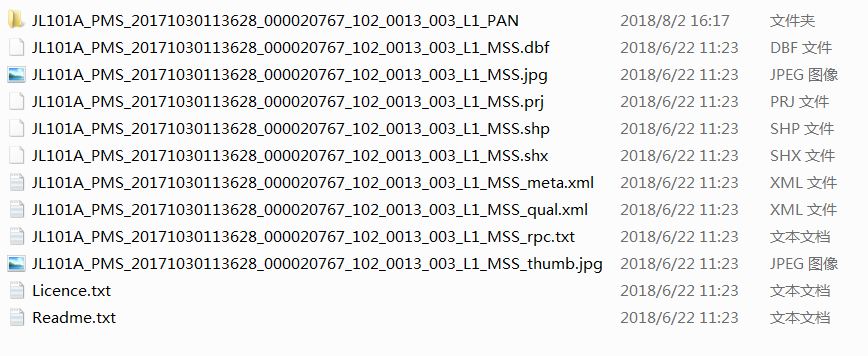 JL101A_PMS_20171030113628_000020767_102_0013_003_L1_PAN 2018/8/2 16:17 文件夹
JL101A_PMS_20171030113628_000020767_102_0013_003_L1_MSS.dbf 2018/6/22 11:23 DBF 文件
JL101A_PMS_20171030113628_000020767_102_0013_003_L1_MSS.jpg 2018/6/22 11:23 JPEG 图像
JL101A_PMS_20171030113628_000020767_102_0013_003_L1_MSS.prj 2018/6/22 11:23 PRJ 文件
JL101A_PMS_20171030113628_000020767_102_0013_003_L1_MSS.shp 2018/6/22 11:23 SHP 文件
JL101A_PMS_20171030113628_000020767_102_0013_003_L1_MSS.shx 2018/6/22 11:23 SHX 文件
JL101A_PMS_20171030113628_000020767_102_0013_003_L1_MSS_meta.xml 2018/6/22 11:23 XML 文件
JL101A_PMS_20171030113628_000020767_102_0013_003_L1_MSS_qual.xml 2018/6/22 11:23 XML 文件
JL101A_PMS_20171030113628_000020767_102_0013_003_L1_MSS_rpc.txt 2018/6/22 11:23 文本文档
JL101A_PMS_20171030113628_000020767_102_0013_003_L1_MSS_thumb.jpg 2018/6/22 11:23 JPEG 图像
Licence.txt 2018/6/22 11:23 文本文档
Readme.txt 2018/6/22 11:23 文本文档